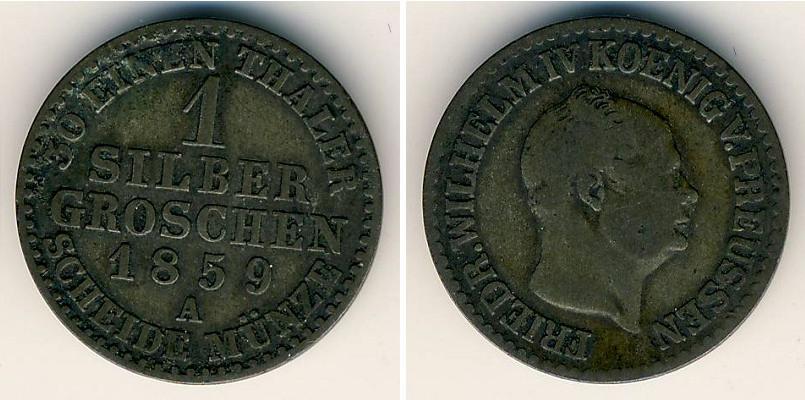 30 EINEN THALER
1
SILBER
GROSCHEN
1859
A
SCHEIDE MÜNZE
FRIEDR. WILHELM IV KOENIG V. PREUSSEN